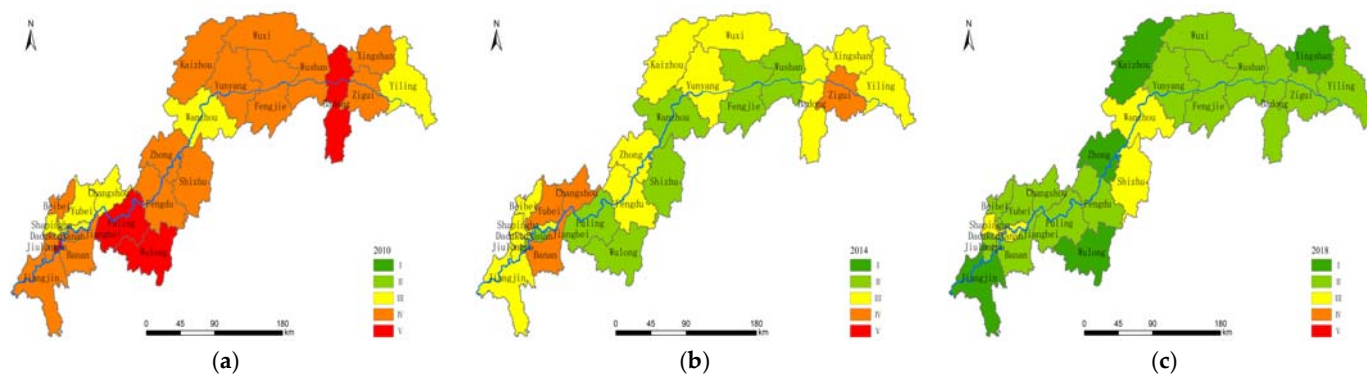 N
Wuxi
Kaizhou
Xingshan
Wushan
Yunyang
Yiling
Fengjie
Zigui
Wanzhou
Zhong
Shizhu
Changshou
Beibei
Yubei
Fengdu
Fuling
Wulong
Banan
Jiangjin
2010
I
II
III
IV
V
0 45 90 180
km
(a)
N
Wuxi
Kaizhou
Xingshan
Wushan
Yunyang
Yiling
Badong
Zigui
Fengjie
Wanzhou
Zhong
Shizhu
Changshou
Beibei
Yubei
Fengdu
Fuling
Jiangbei
Wulong
Banan
Jiangjin
2014
I
II
III
IV
V
0 45 90 180
km
(b)
N
Wuxi
Kaizhou
Xingshan
Wushan
Yunyang
Yiling
Badong
Zigui
Fengjie
Wanzhou
Zhong
Shizhu
Changshou
Beibei
Yubei
Fengdu
Fuling
Jiangbei
Wulong
Banan
Jiangjin
2018
I
II
III
IV
V
0 45 90 180
km
(c)